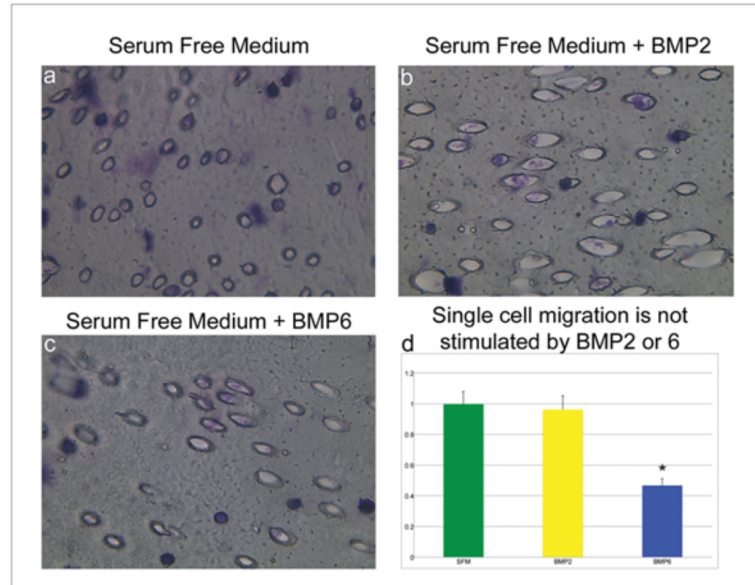 Serum Free Medium
Serum Free Medium + BMP2
a
b
Serum Free Medium + BMP6
Single cell migration is not
stimulated by BMP2 or 6
c
d
1.2
1
0.8
0.6
0.4
0.2
0
*
SFM
BMP2
BMP6